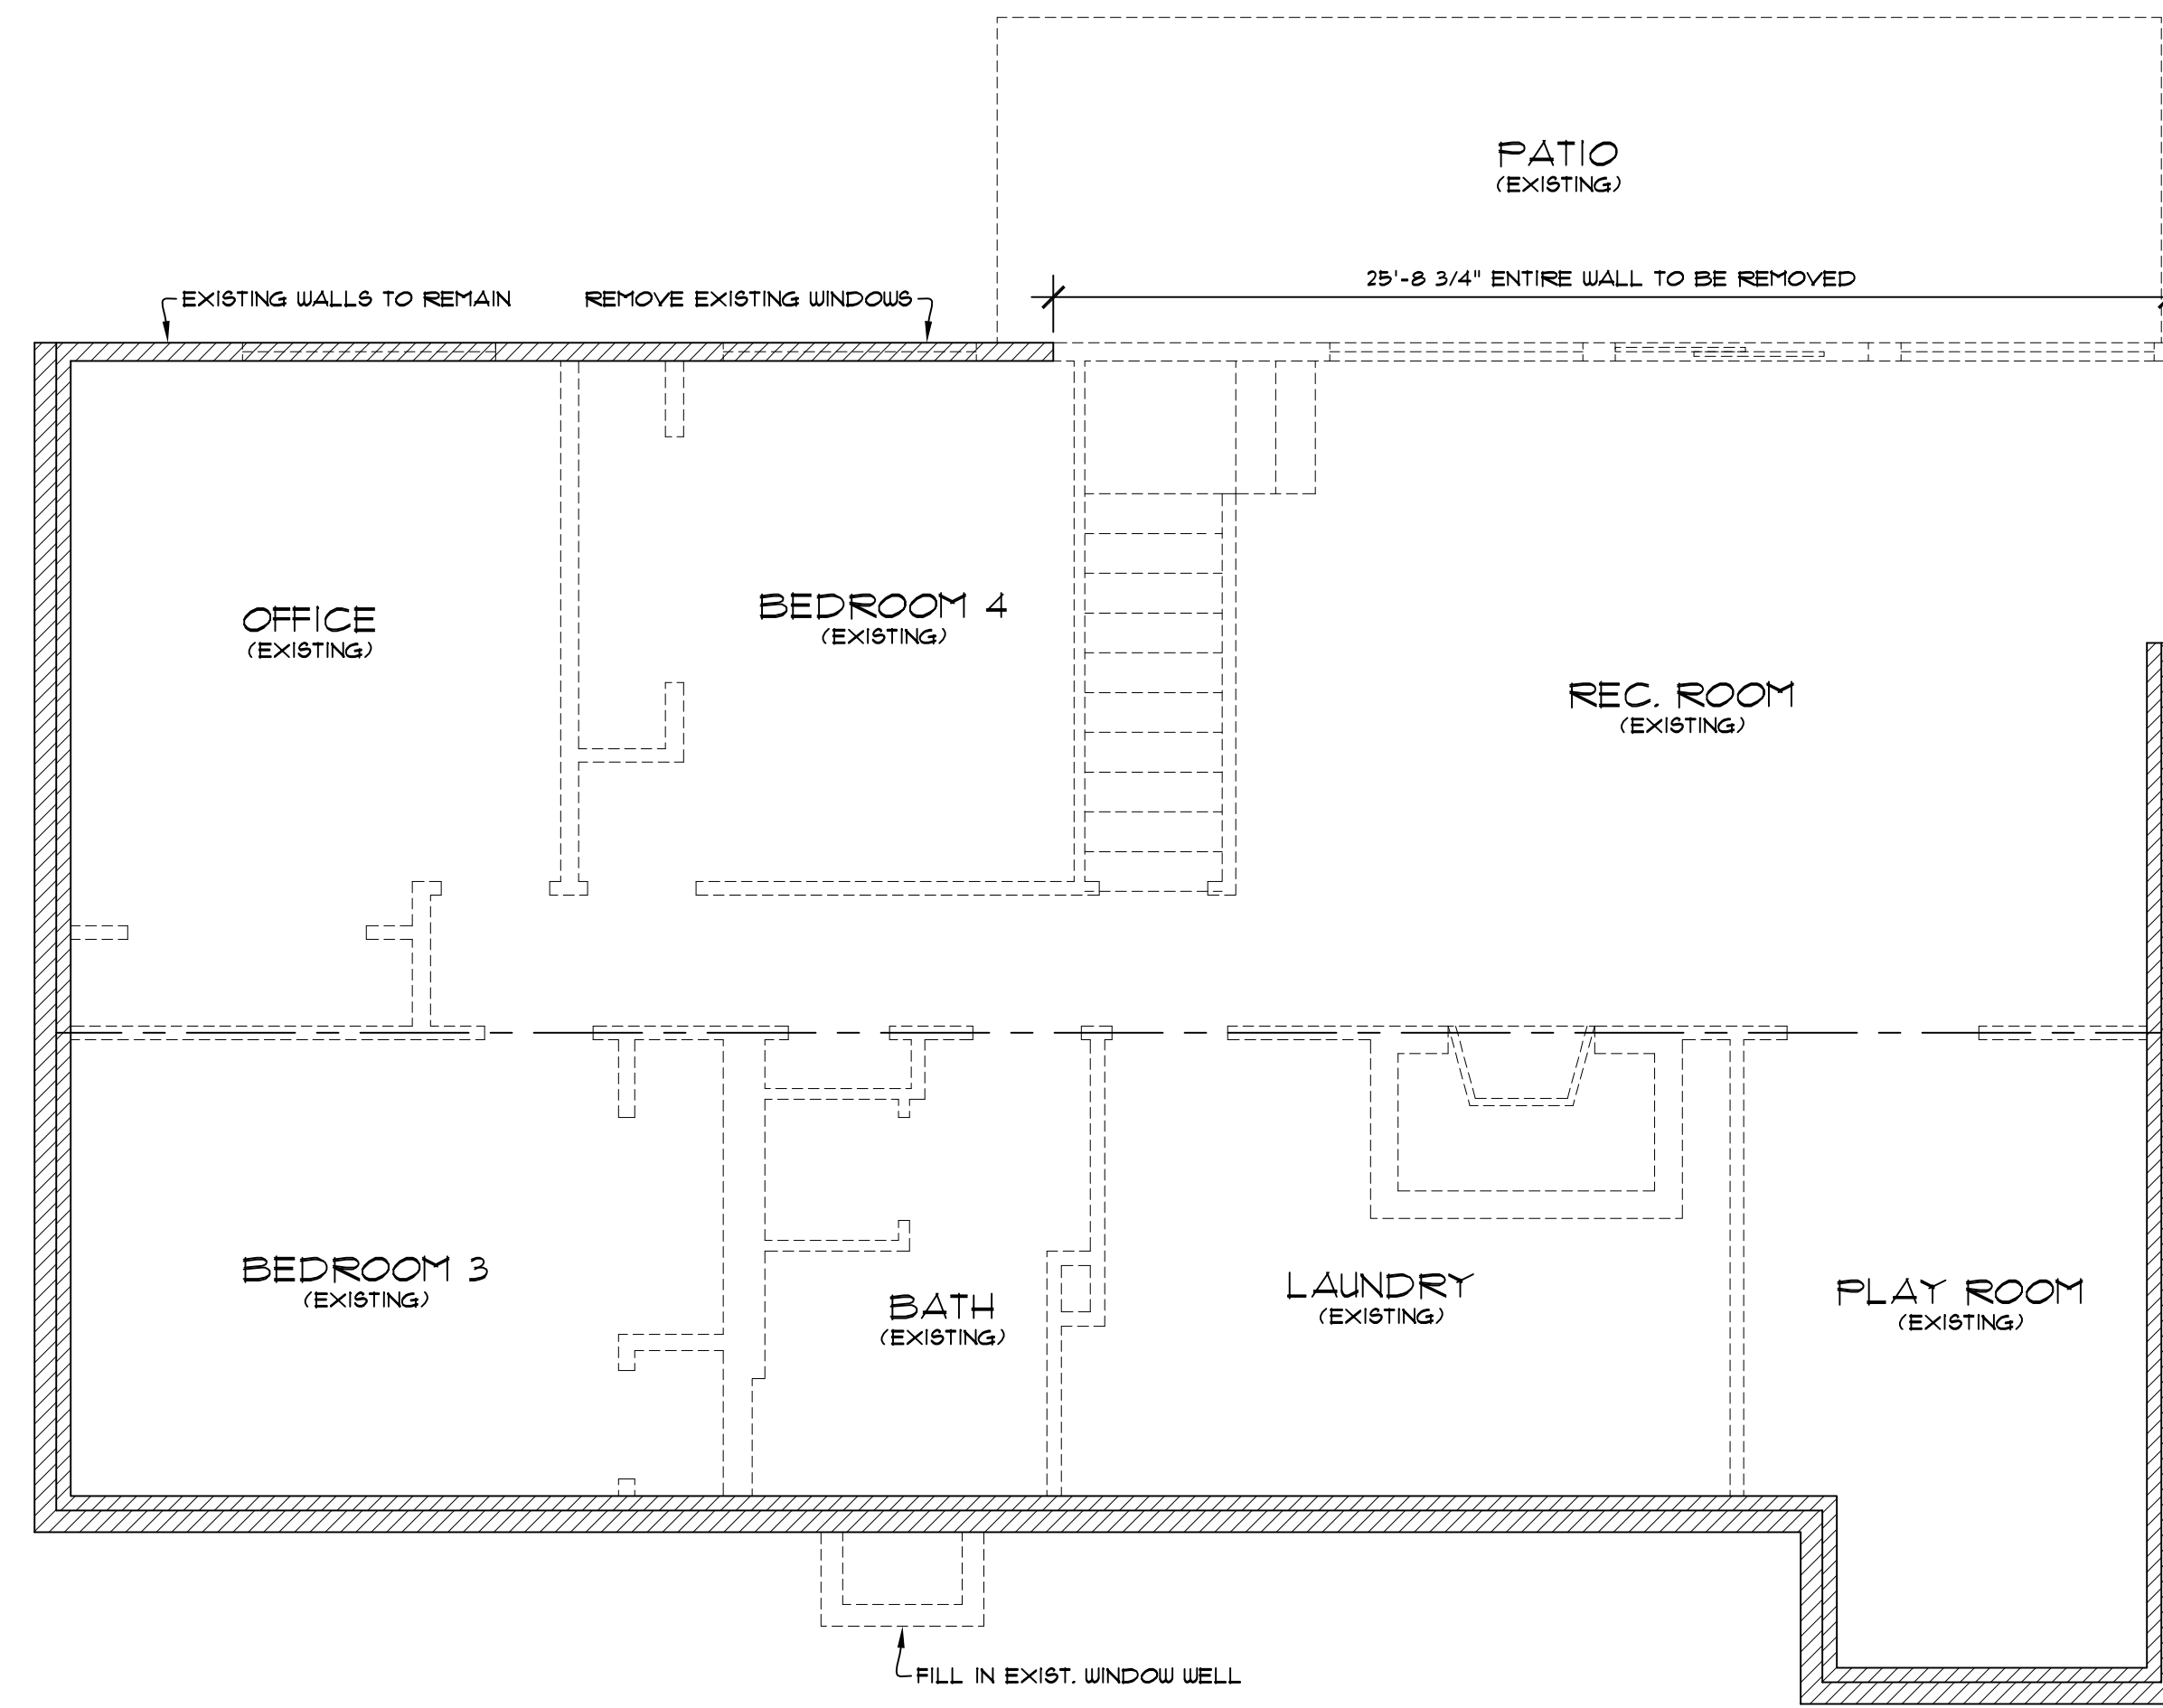 PATIO
(EXISTING)
25'-8 3/4" ENTIRE WALL TO BE REMOVED
EXISTING WALLS TO REMAIN
REMOVE EXISTING WINDOWS
OFFICE
(EXISTING)
BEDROOM 4
(EXISTING)
REC. ROOM
(EXISTING)
BEDROOM 3
(EXISTING)
BATH
(EXISTING)
LAUNDRY
(EXISTING)
PLAY ROOM
(EXISTING)
FILL IN EXIST. WINDOW WELL